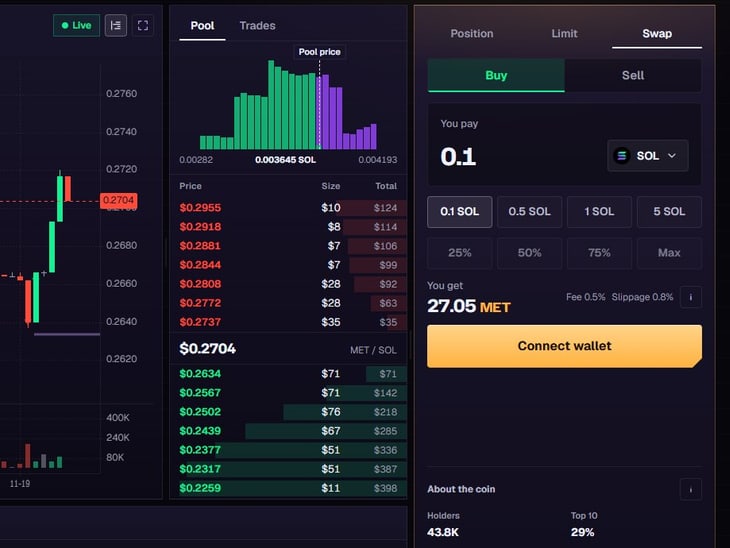 Live
0.2760
0.2740
0.2720
0.2704
0.2680
0.2660
0.2640
0.2620
400K
240K
80K
11-19
Pool Trades
Pool price
0.00282 0.003645 SOL 0.004193
Price Size Total
$0.2955 $10 $124
$0.2918 $8 $114
$0.2881 $7 $106
$0.2844 $7 $99
$0.2808 $28 $92
$0.2772 $28 $63
$0.2737 $35 $35
$0.2704 MET / SOL
$0.2634 $71 $71
$0.2567 $71 $142
$0.2502 $76 $218
$0.2439 $67 $285
$0.2377 $51 $336
$0.2317 $51 $387
$0.2259 $11 $398
Position Limit Swap
Buy Sell
You pay
0.1 SOL
0.1 SOL 0.5 SOL 1 SOL 5 SOL
25% 50% 75% Max
You get
27.05 MET Fee 0.5% Slippage 0.8% i
Connect wallet
About the coin i
Holders Top 10
43.8K 29%